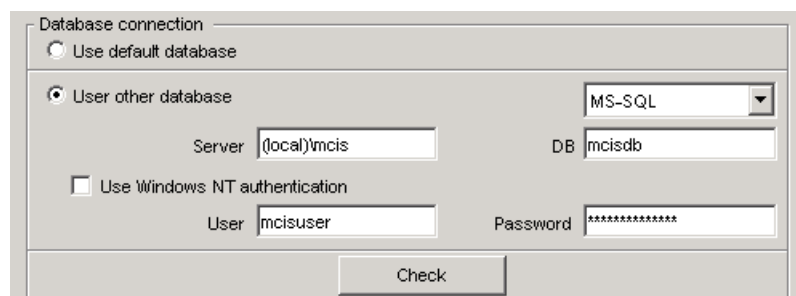 Database connection
Use default database
User other database
MS-SQL
Server (local)\mcis
DB mcisdb
Use Windows NT authentication
User mcisuser
Password **************
Check